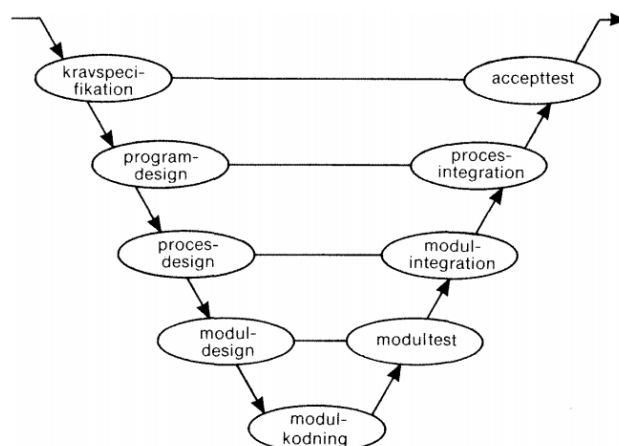 kravspeci-
fikation
accepttest
program-
design
proces-
integration
proces-
design
modul-
integration
modul-
design
modultest
modul-
kodning